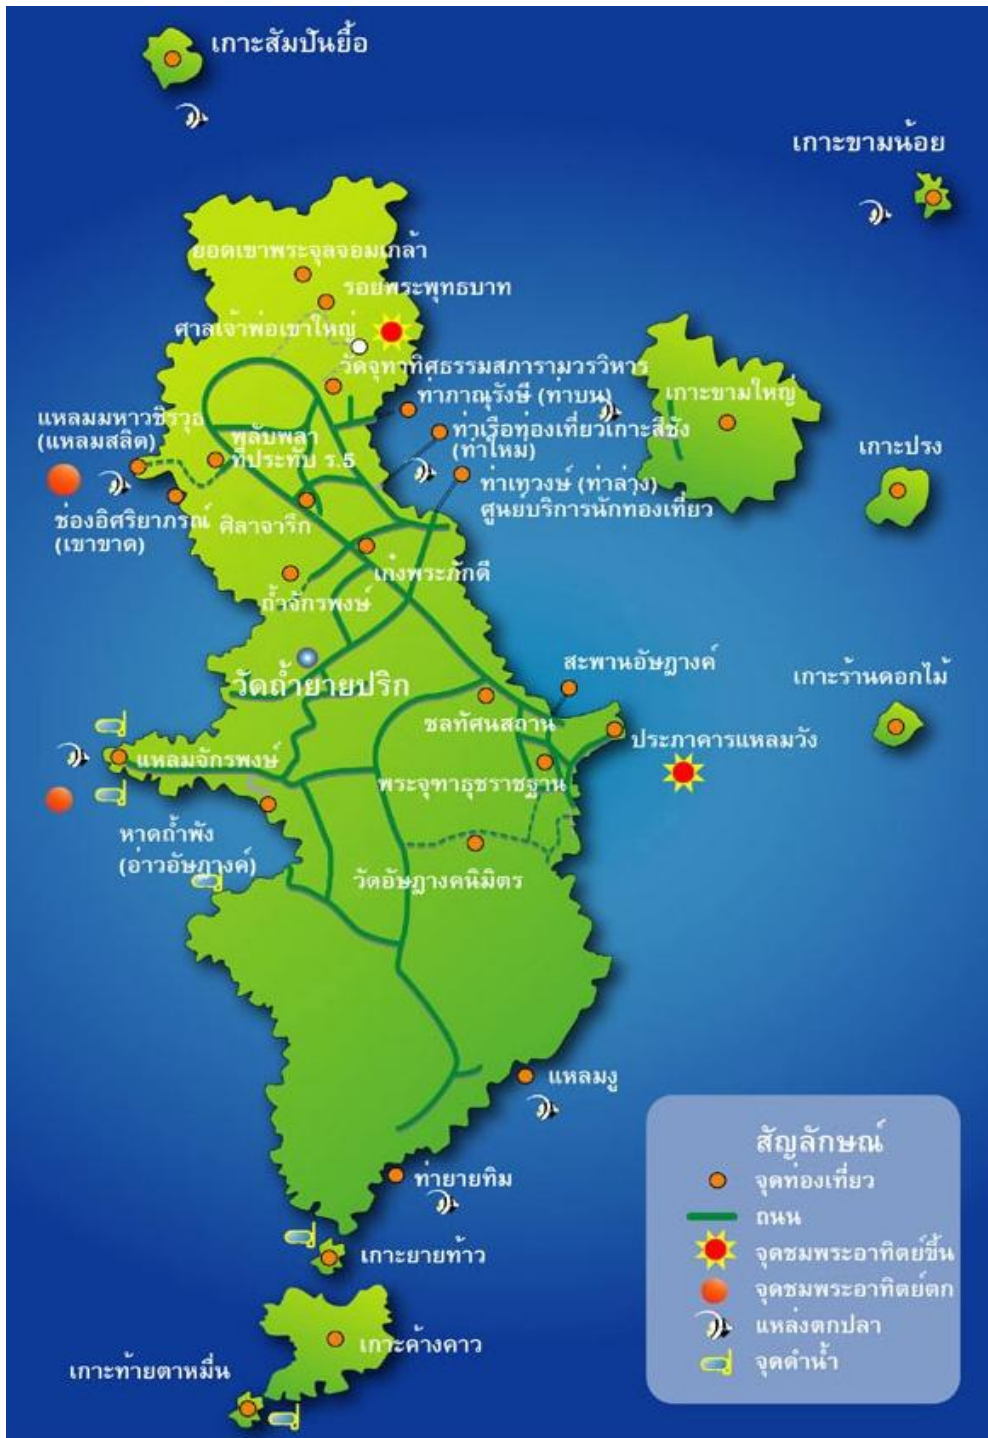 เกาะสัมปันยื้อ
เกาะขามน้อย
ยอดเขาพระจุลจอมเกล้า
รอยพระพุทธบาท
ศาลเจ้าพ่อเขาใหญ่
วัดจุฑาทิศธรรมสภารามวรวิหาร
เกาะขามใหญ่
ท่าภาณุรังษี (ท่าบน)
แหลมมหาวชิราวุธ
(แหลมสลิด)
พลับพลา
ที่ประทับ ร.5
ท่าเรือท่องเที่ยวเกาะสีชัง
(ท่าใหม่)
เกาะปรง
ท่าเทววงษ์ (ท่าล่าง)
ศูนย์บริการนักท่องเที่ยว
ช่องอิศริยาภรณ์
(เขาขาด)
ศิลาจารึก
เก๋งพระภักดี
ถ้ำจักรพงษ์
สะพานอัษฎางค์
เกาะร้านดอกไม้
วัดถ้ำยายปริก
ชลทัศนสถาน
ประภาคารแหลมวัง
แหลมจักรพงษ์
พระจุฑาธุชราชฐาน
หาดถ้ำพัง
(อ่าวอัษฎางค์)
วัดอัษฎางคนิมิตร
แหลมงู
ท่ายายทิม
เกาะยายท้าว
เกาะค้างคาว
เกาะท้ายตาหมื่น
สัญลักษณ์
จุดท่องเที่ยว
ถนน
จุดชมพระอาทิตย์ขึ้น
จุดชมพระอาทิตย์ตก
แหล่งตกปลา
จุดดำน้ำ